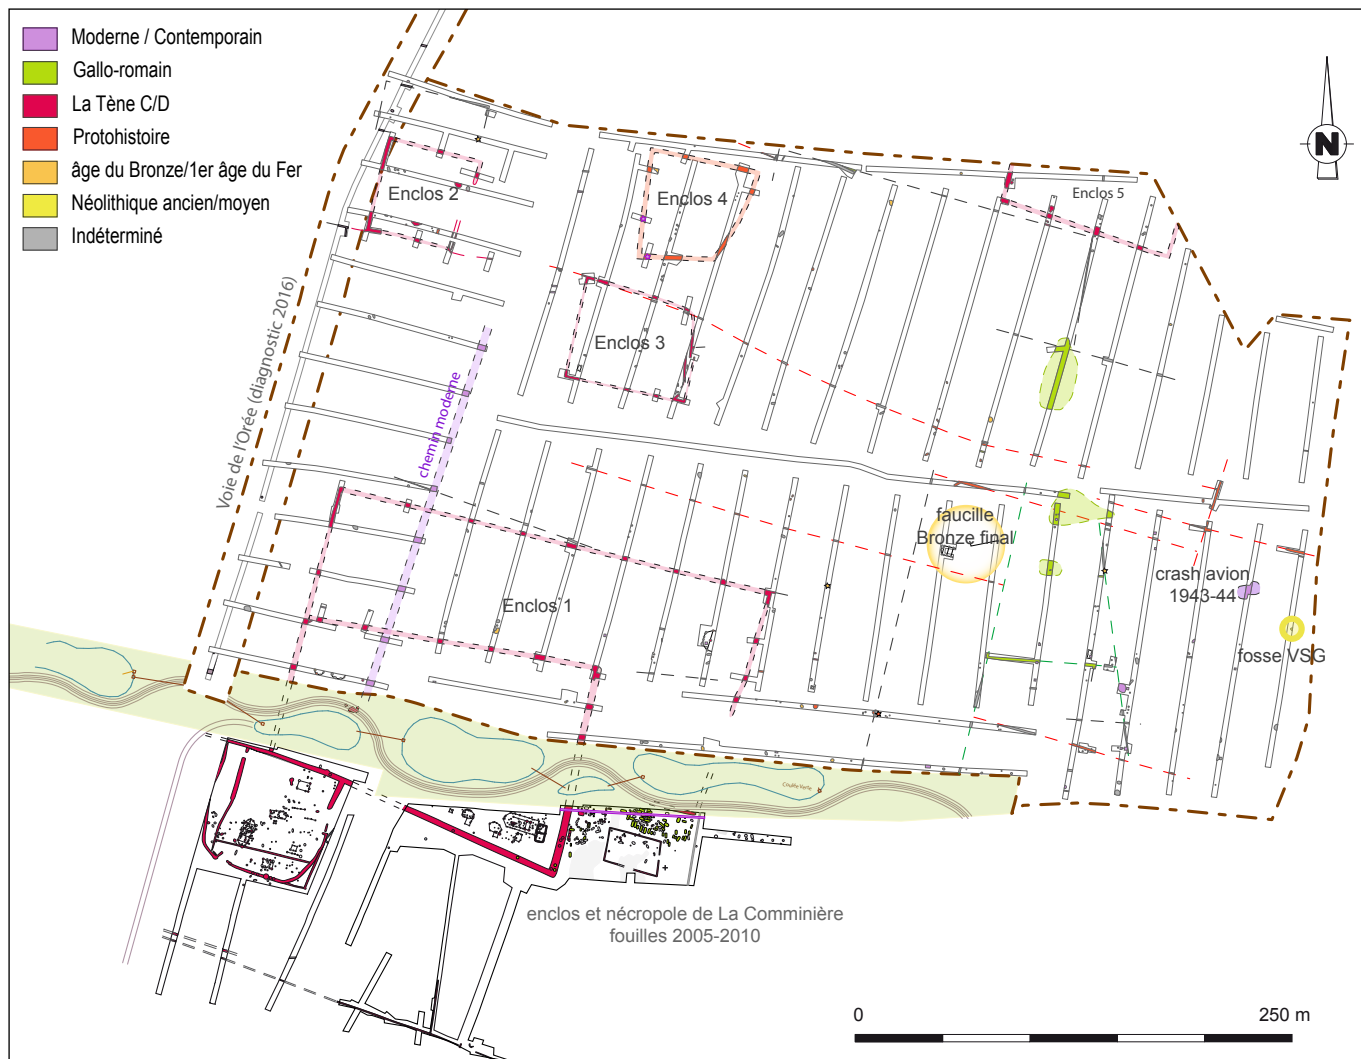 Moderne / Contemporain
Gallo-romain
La Tène C/D
Protohistoire
âge du Bronze/1er âge du Fer
Néolithique ancien/moyen
Indéterminé
N
Enclos 2
Enclos 4
Enclos 5
Enclos 3
Voie de l'Orée (diagnostic 2016)
chemin moderne
faucille
Bronze final
Enclos 1
crash avion
1943-44
fosse VSG
Coulée Verte
enclos et nécropole de La Comminière
fouilles 2005-2010
0
250 m